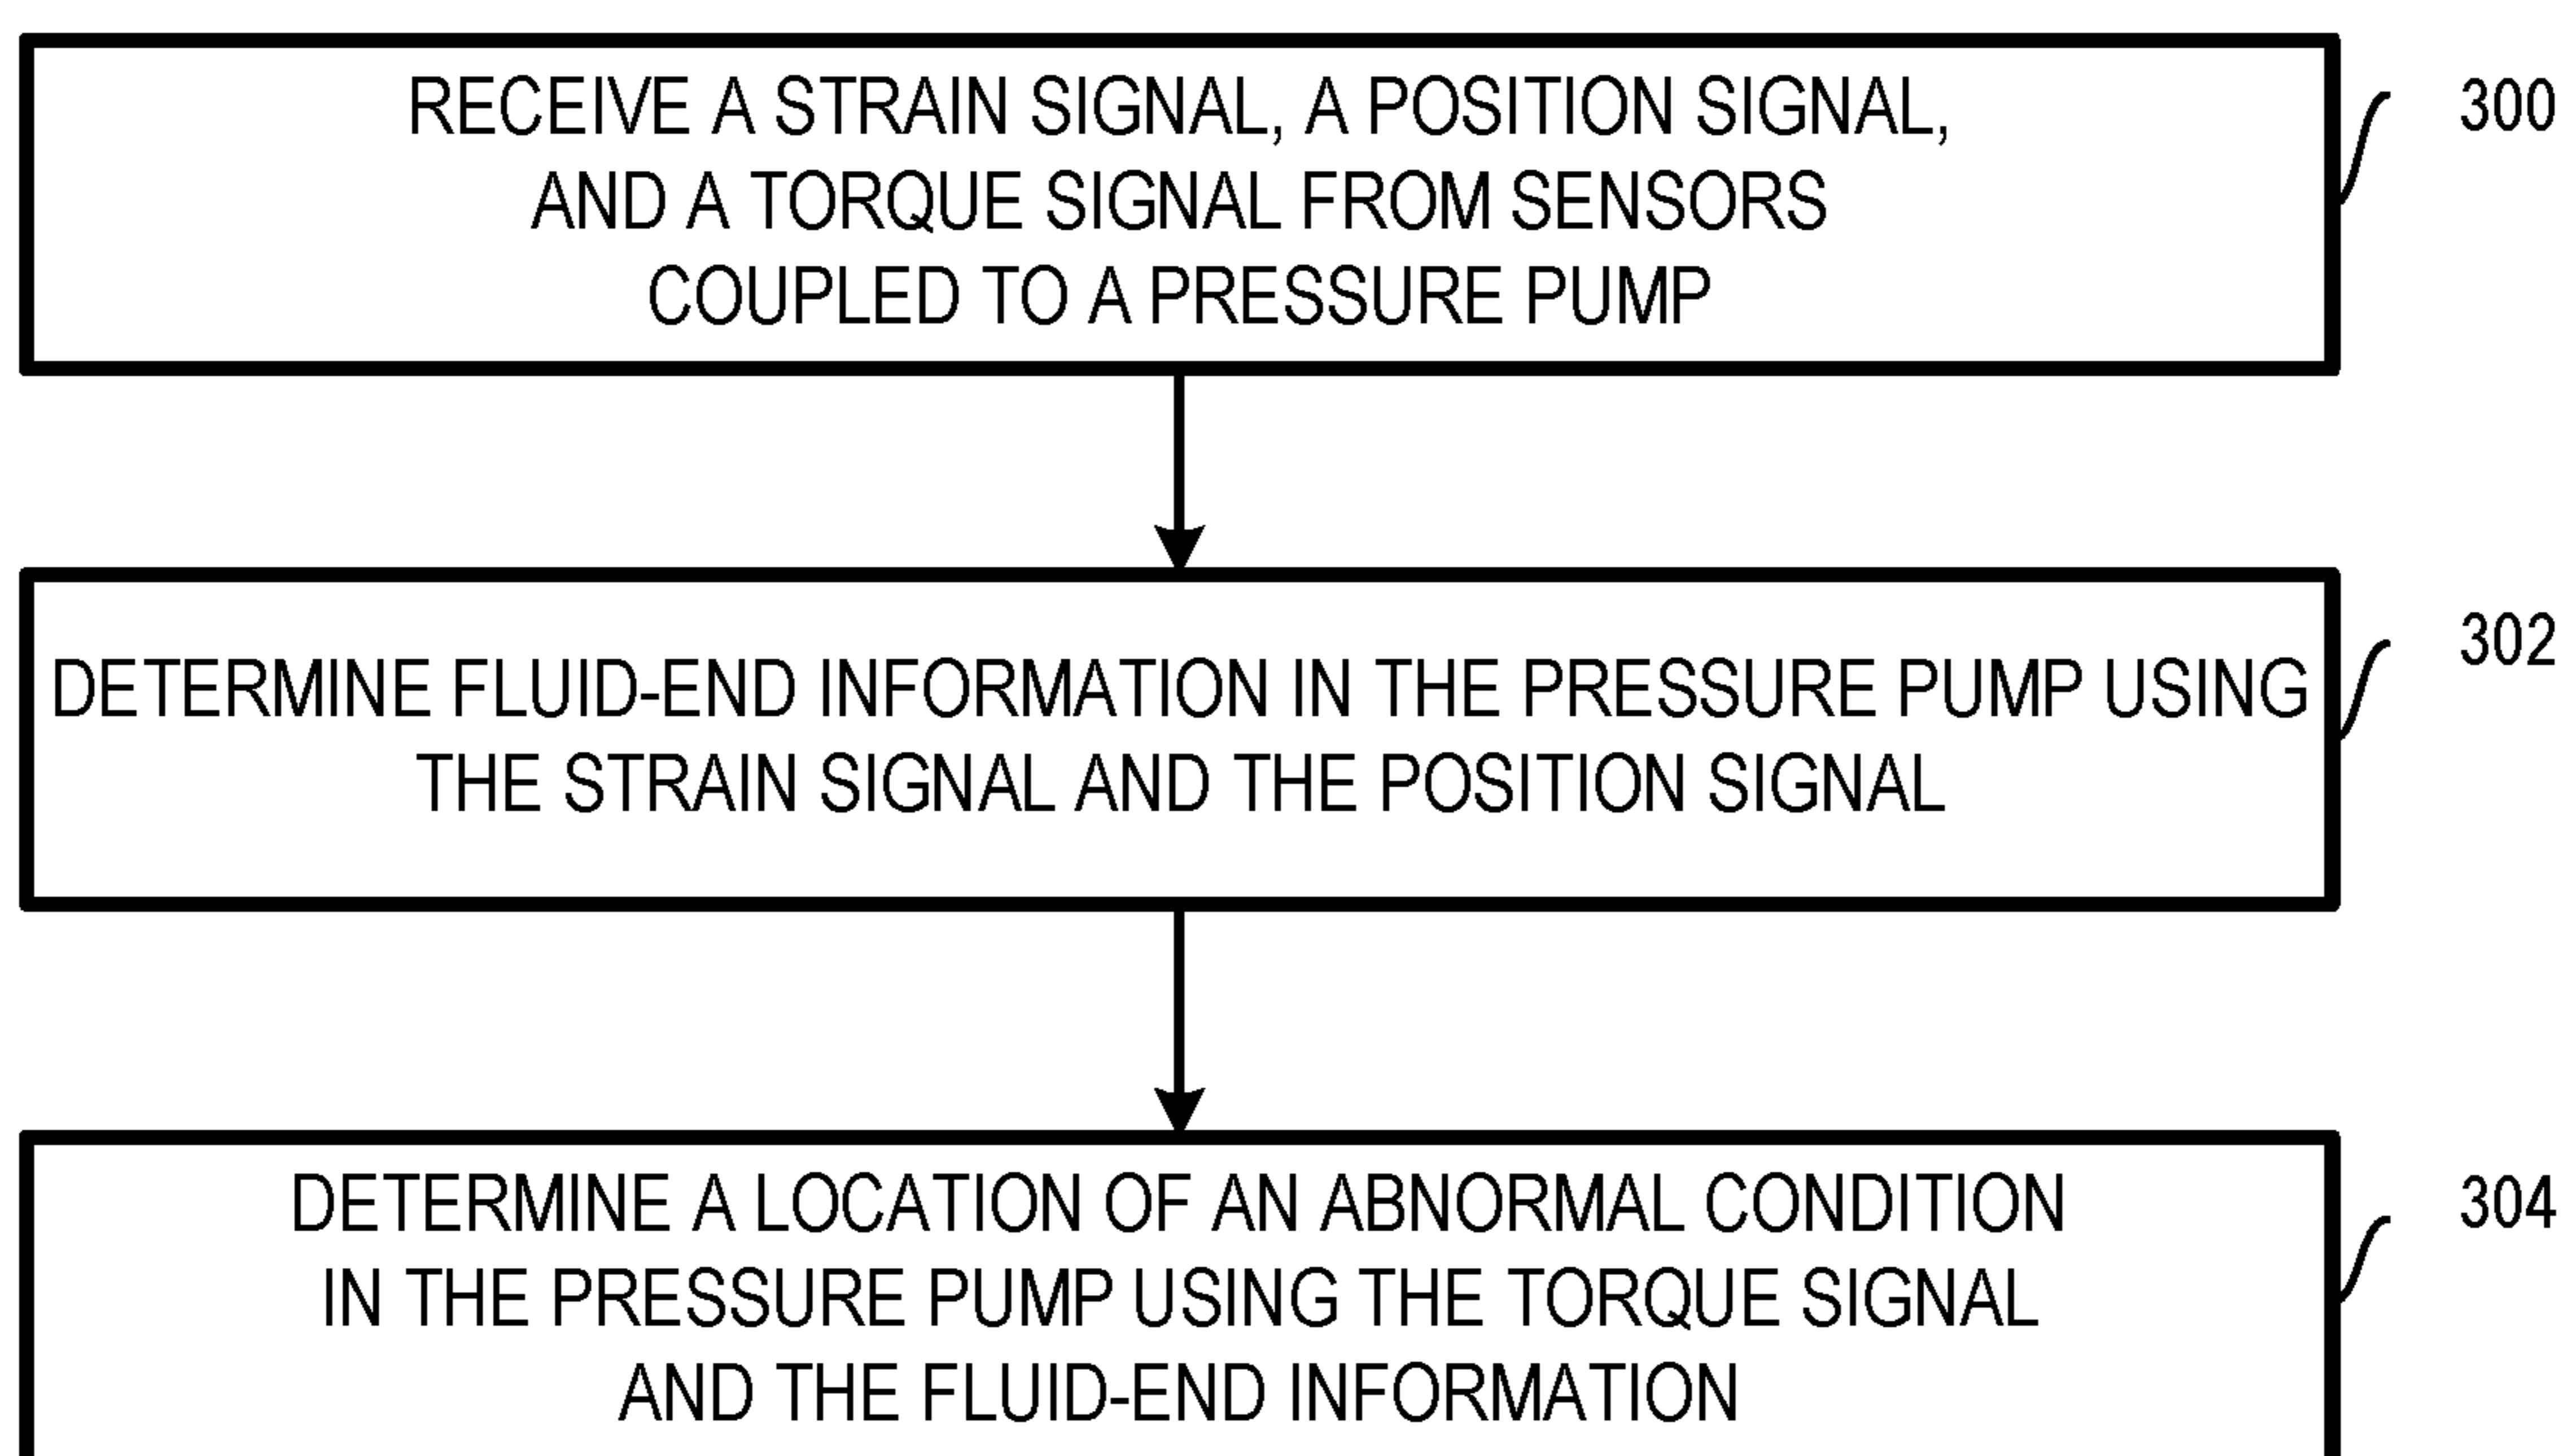 RECEIVE A STRAIN SIGNAL, A POSITION SIGNAL,
AND A TORQUE SIGNAL FROM SENSORS
COUPLED TO A PRESSURE PUMP
300
DETERMINE FLUID-END INFORMATION IN THE PRESSURE PUMP USING
THE STRAIN SIGNAL AND THE POSITION SIGNAL
302
DETERMINE A LOCATION OF AN ABNORMAL CONDITION
IN THE PRESSURE PUMP USING THE TORQUE SIGNAL
AND THE FLUID-END INFORMATION
304